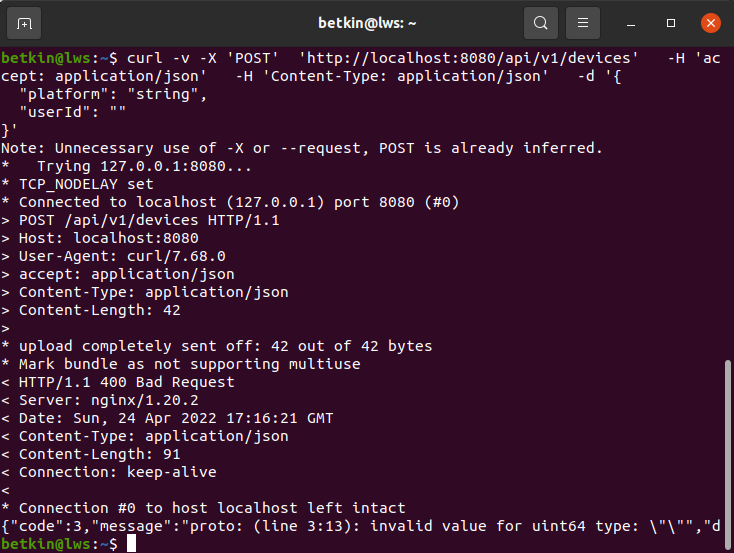 betkin@lws: ~
betkin@lws:~$ curl -v -X 'POST'  'http://localhost:8080/api/v1/devices'   -H 'ac
cept: application/json'   -H 'Content-Type: application/json'   -d '{
  "platform": "string",
  "userId": ""
}'
Note: Unnecessary use of -X or --request, POST is already inferred.
*   Trying 127.0.0.1:8080...
* TCP_NODELAY set
* Connected to localhost (127.0.0.1) port 8080 (#0)
> POST /api/v1/devices HTTP/1.1
> Host: localhost:8080
> User-Agent: curl/7.68.0
> accept: application/json
> Content-Type: application/json
> Content-Length: 42
>
* upload completely sent off: 42 out of 42 bytes
* Mark bundle as not supporting multiuse
< HTTP/1.1 400 Bad Request
< Server: nginx/1.20.2
< Date: Sun, 24 Apr 2022 17:16:21 GMT
< Content-Type: application/json
< Content-Length: 91
< Connection: keep-alive
<
* Connection #0 to host localhost left intact
{"code":3,"message":"proto: (line 3:13): invalid value for uint64 type: \"\"","d
betkin@lws:~$